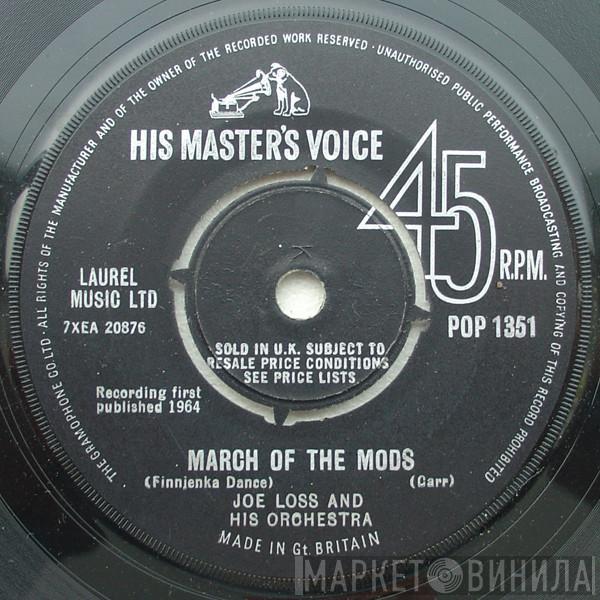 THE GRAMOPHONE CO. LTD. · ALL RIGHTS OF THE MANUFACTURER AND OF THE OWNER OF THE RECORDED WORK RESERVED · UNAUTHORISED PUBLIC PERFORMANCE BROADCASTING AND COPYING OF THIS RECORD PROHIBITED
HIS MASTER'S VOICE
45
R.P.M.
LAUREL
MUSIC LTD
7XEA 20876
POP 1351
K
SOLD IN U.K. SUBJECT TO
RESALE PRICE CONDITIONS
SEE PRICE LISTS
Recording first
published 1964
MARCH OF THE MODS
(Finnjenka Dance) (Carr)
JOE LOSS AND
HIS ORCHESTRA
MADE IN Gt. BRITAIN
МАРКЕТ ВИНИЛА